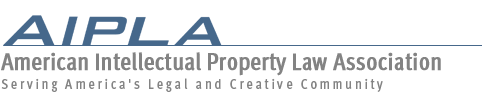 AIPLA
American Intellectual Property Law Association
Serving America's Legal and Creative Community